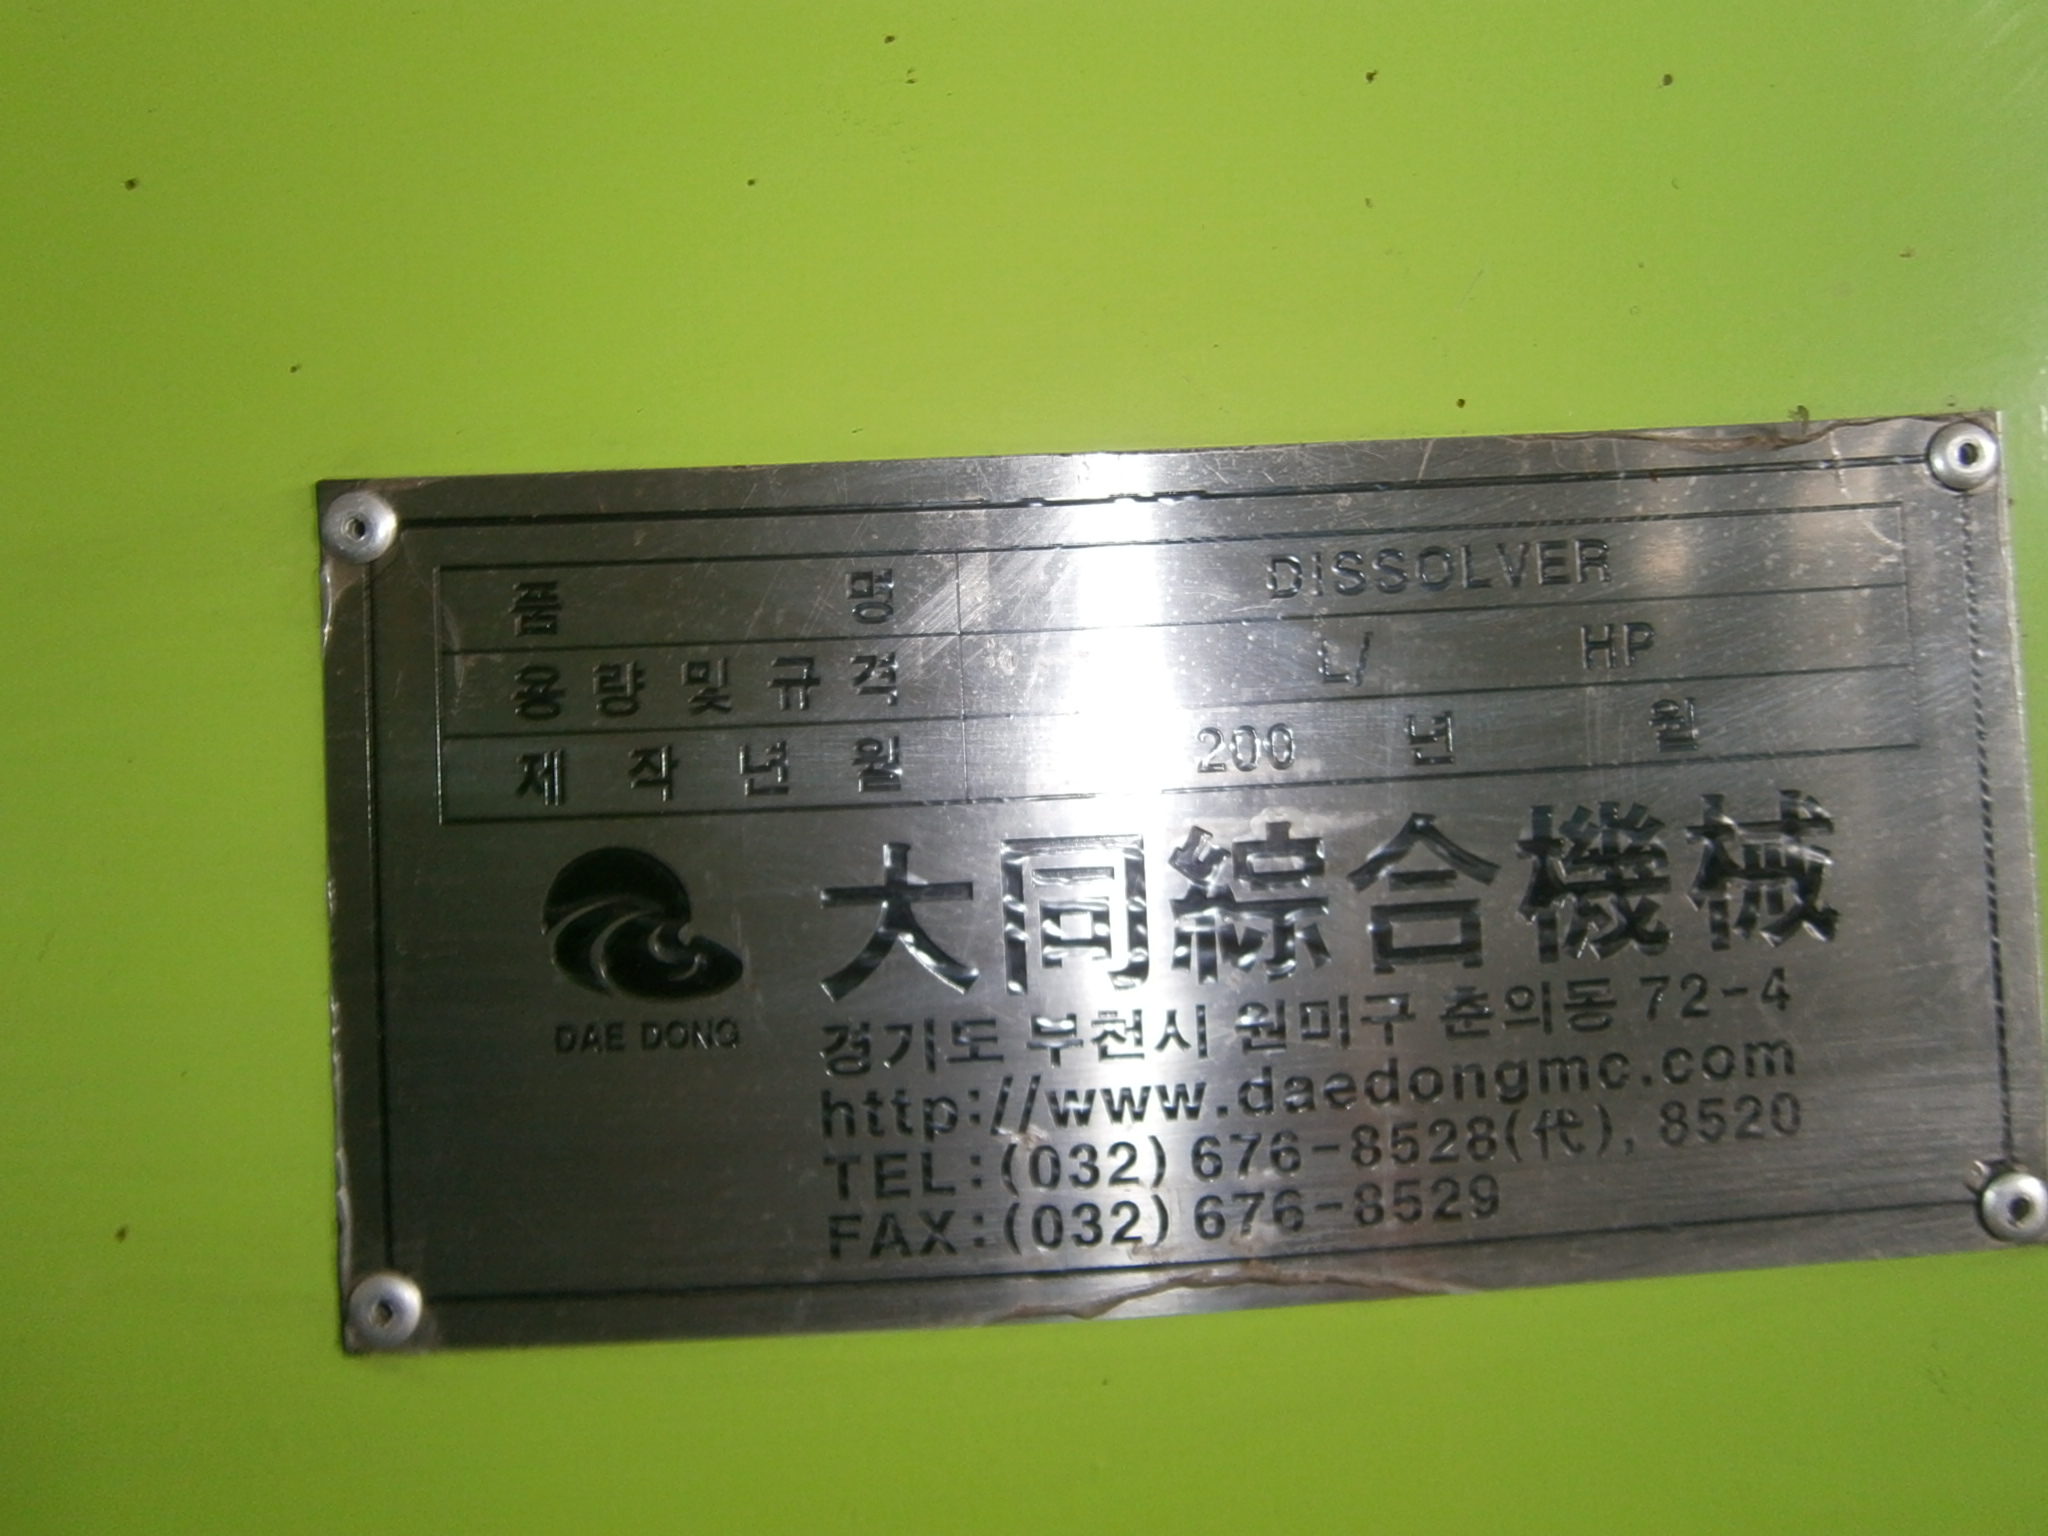 품 명 DISSOLVER
용 량 및 규 격 L/ HP
제 작 년 월 200 년 월
DAE DONG
大同綜合機械
경기도 부천시 원미구 춘의동 72-4
http://www.daedongmc.com
TEL:(032) 676-8528(代), 8520
FAX:(032) 676-8529